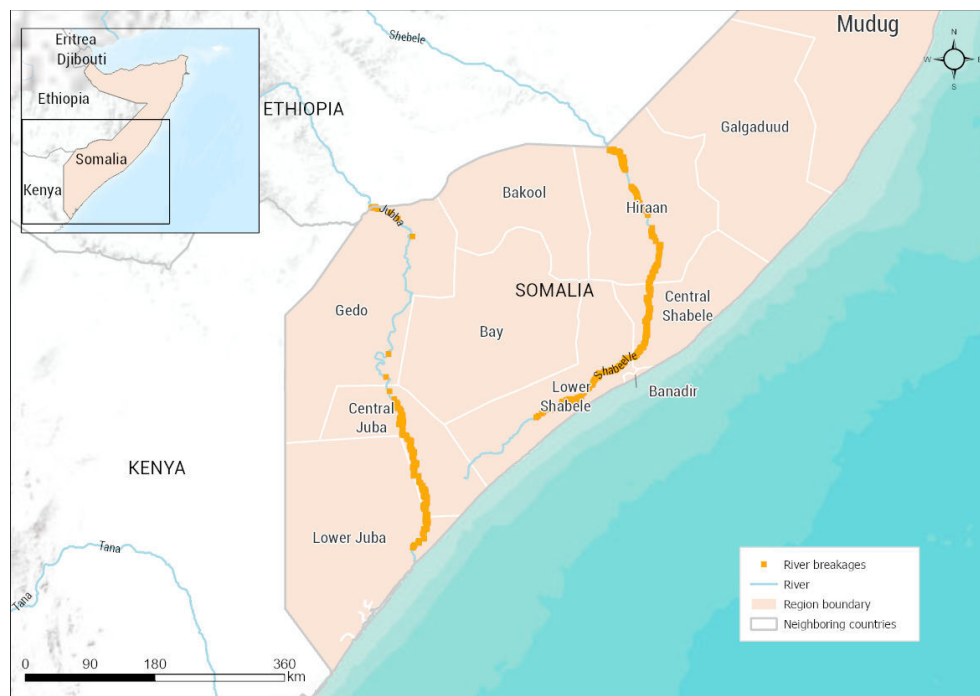 Eritrea
Djibouti
Ethiopia
Somalia
Kenya
Mudug
N
W
E
S
Shebele
ETHIOPIA
Galgaduud
Bakool
Jubba
Hiraan
SOMALIA
Gedo
Bay
Central
Shabele
Shabeelle
Lower
Shabele
Banadir
Central
Juba
KENYA
Lower Juba
Tana
Tana
River breakages
River
Region boundary
Neighboring countries
0 90 180 360
km